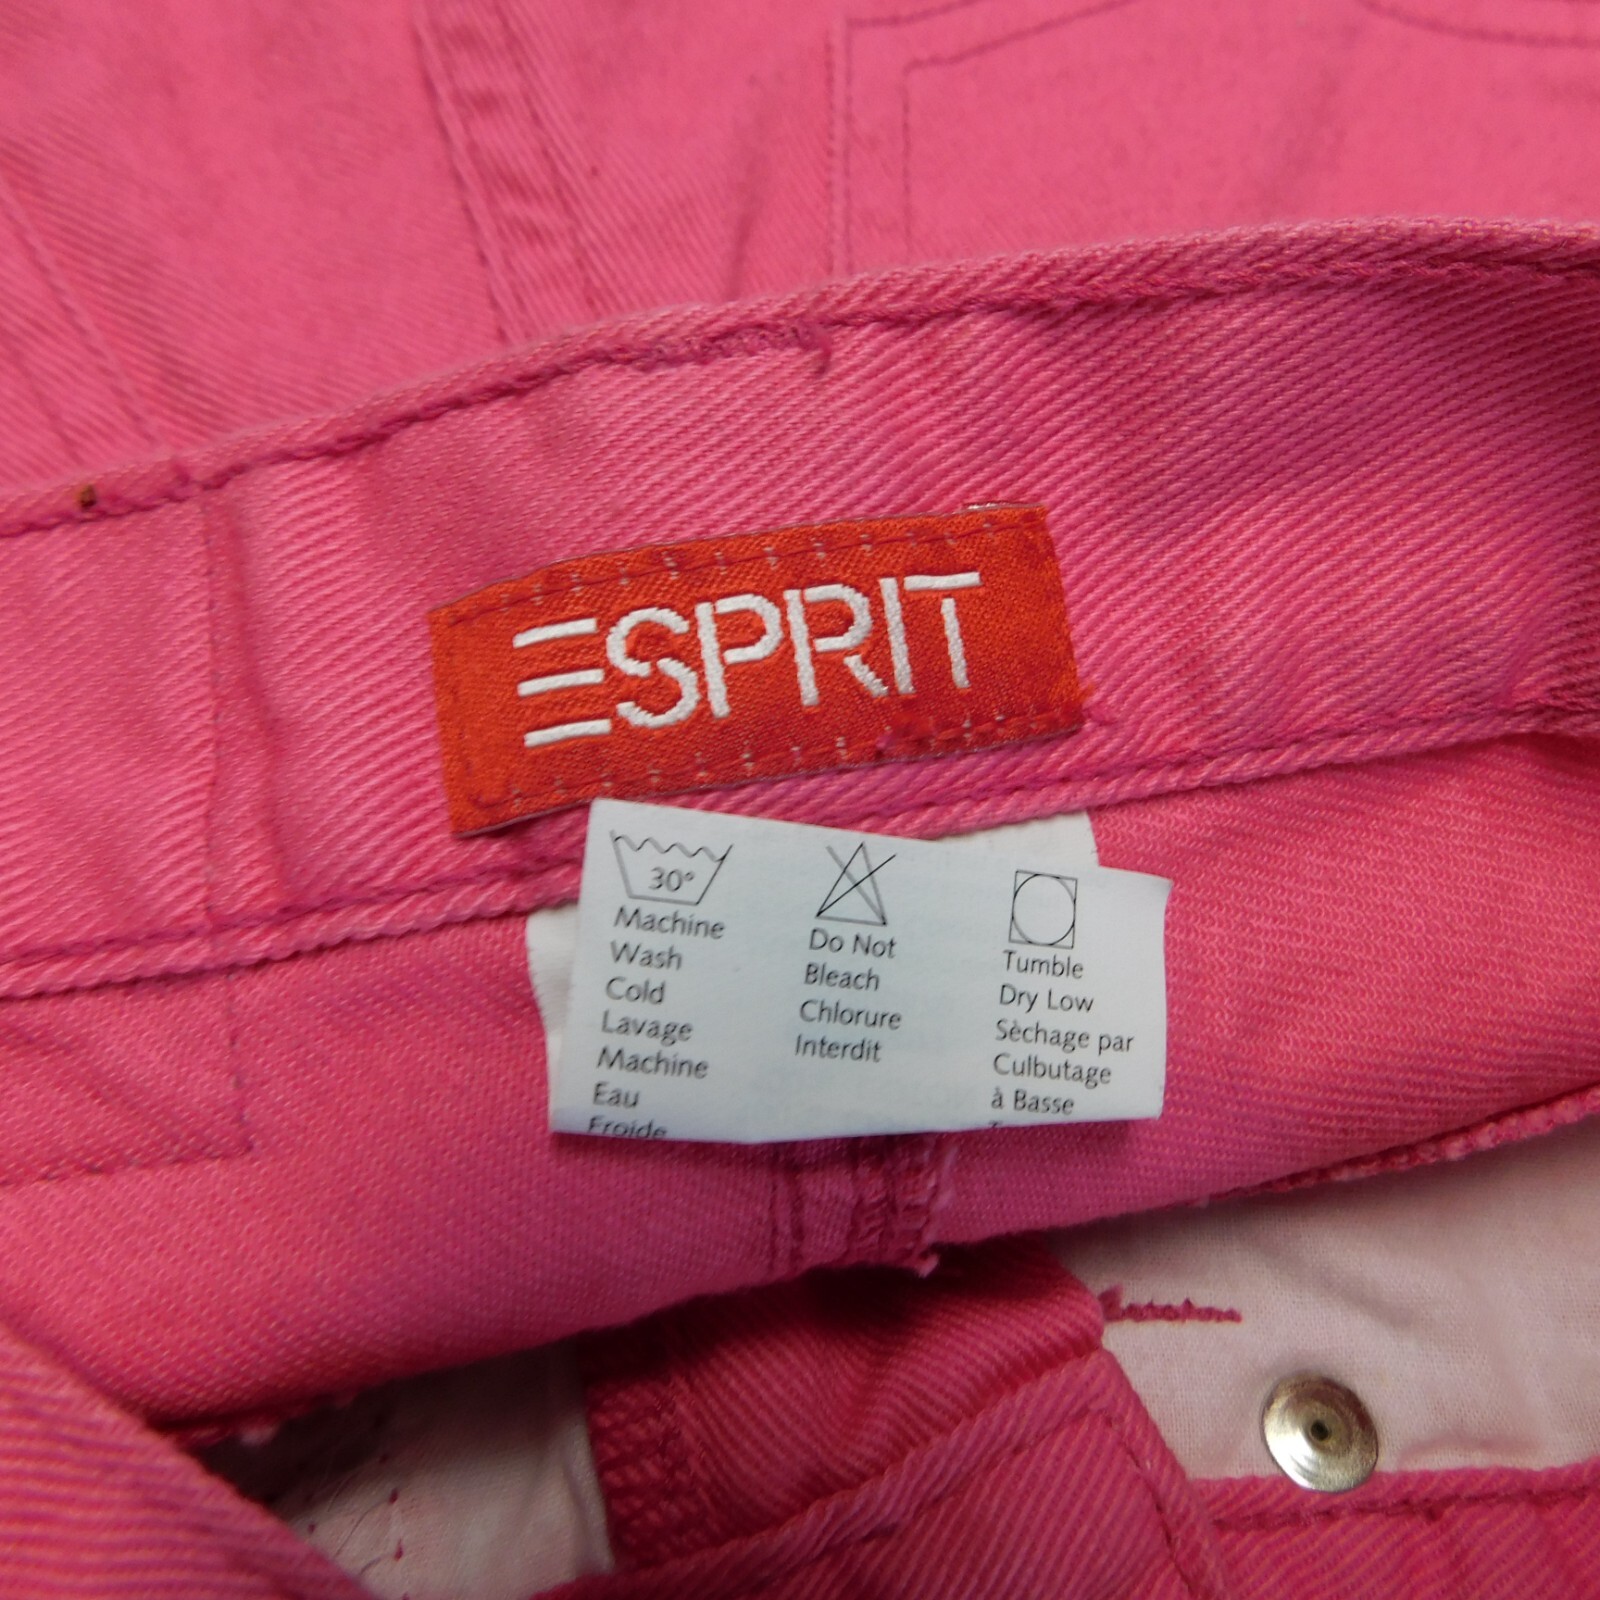 ESPRIT
30°
Machine
Wash
Cold
Lavage
Machine
Eau
Froide
Do Not
Bleach
Chlorure
Interdit
Tumble
Dry Low
Sèchage par
Culbutage
à Basse